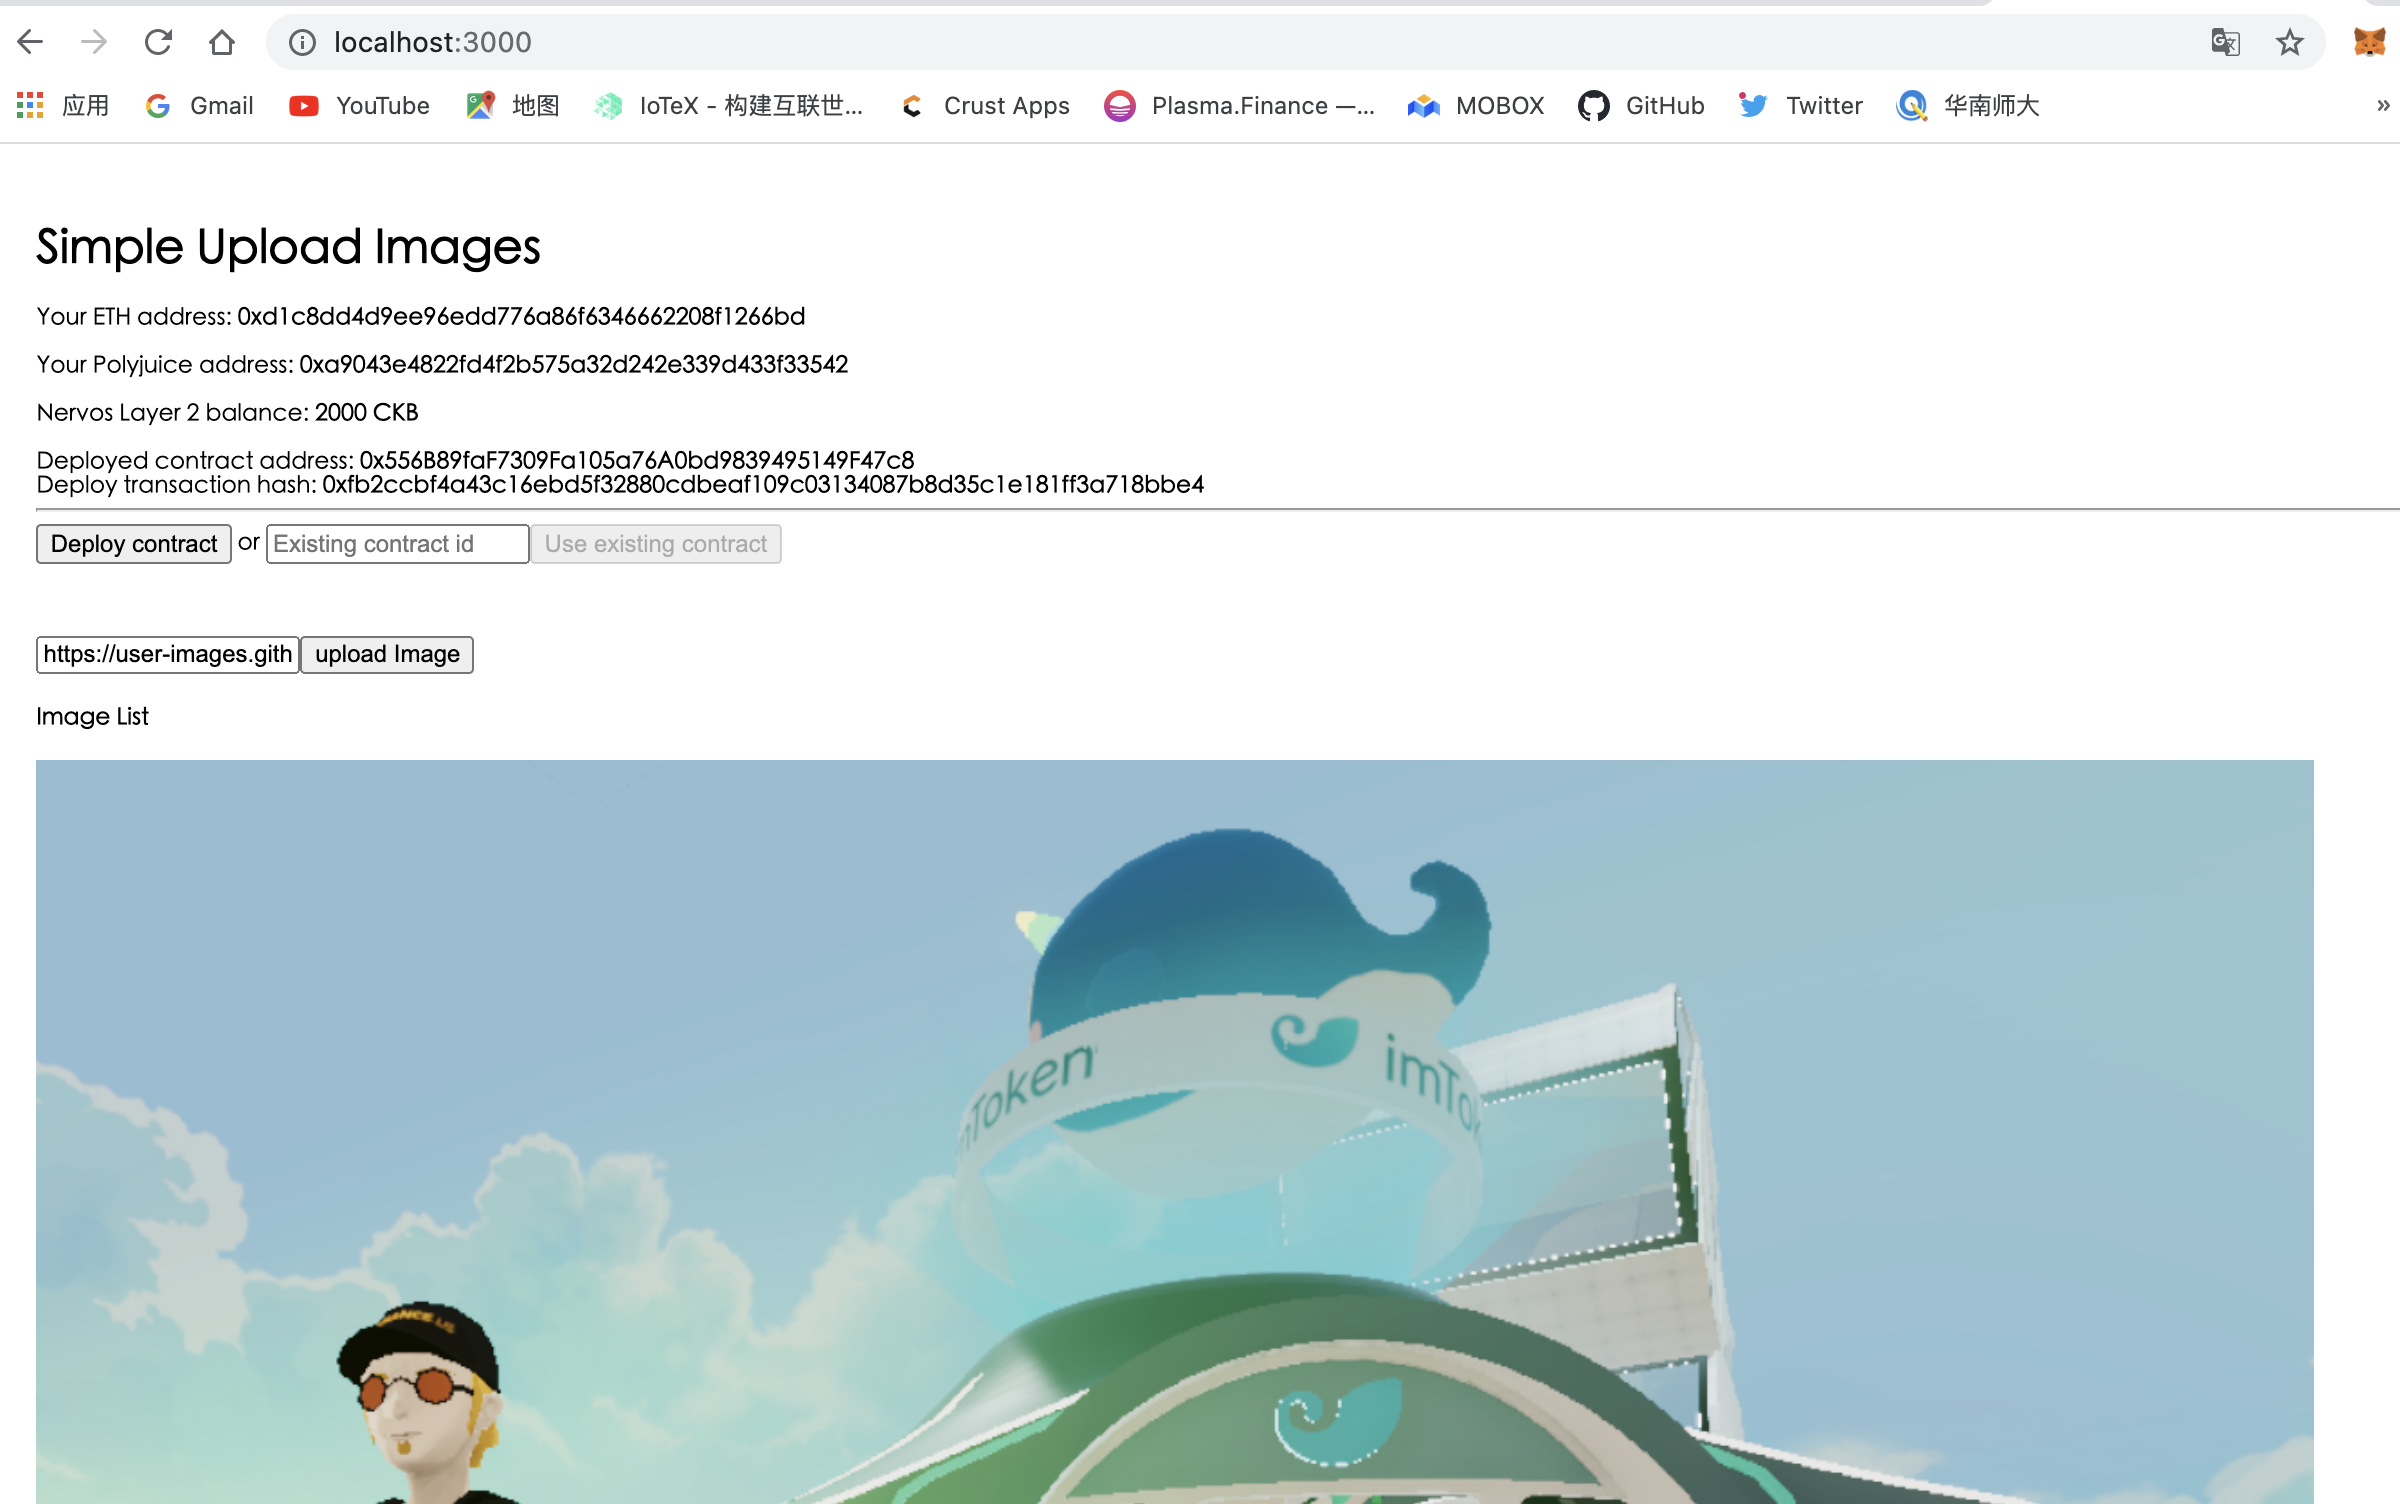 localhost:3000
应用 Gmail YouTube 地图 IoTeX - 构建互联世... Crust Apps Plasma.Finance —... MOBOX GitHub Twitter 华南师大 »
Simple Upload Images
Your ETH address: 0xd1c8dd4d9ee96edd776a86f6346662208f1266bd
Your Polyjuice address: 0xa9043e4822fd4f2b575a32d242e339d433f33542
Nervos Layer 2 balance: 2000 CKB
Deployed contract address: 0x556B89faF7309Fa105a76A0bd9839495149F47c8
Deploy transaction hash: 0xfb2ccbf4a43c16ebd5f32880cdbeaf109c03134087b8d35c1e181ff3a718bbe4
Deploy contract or Existing contract id Use existing contract
https://user-images.gith upload Image
Image List
mToken imTok